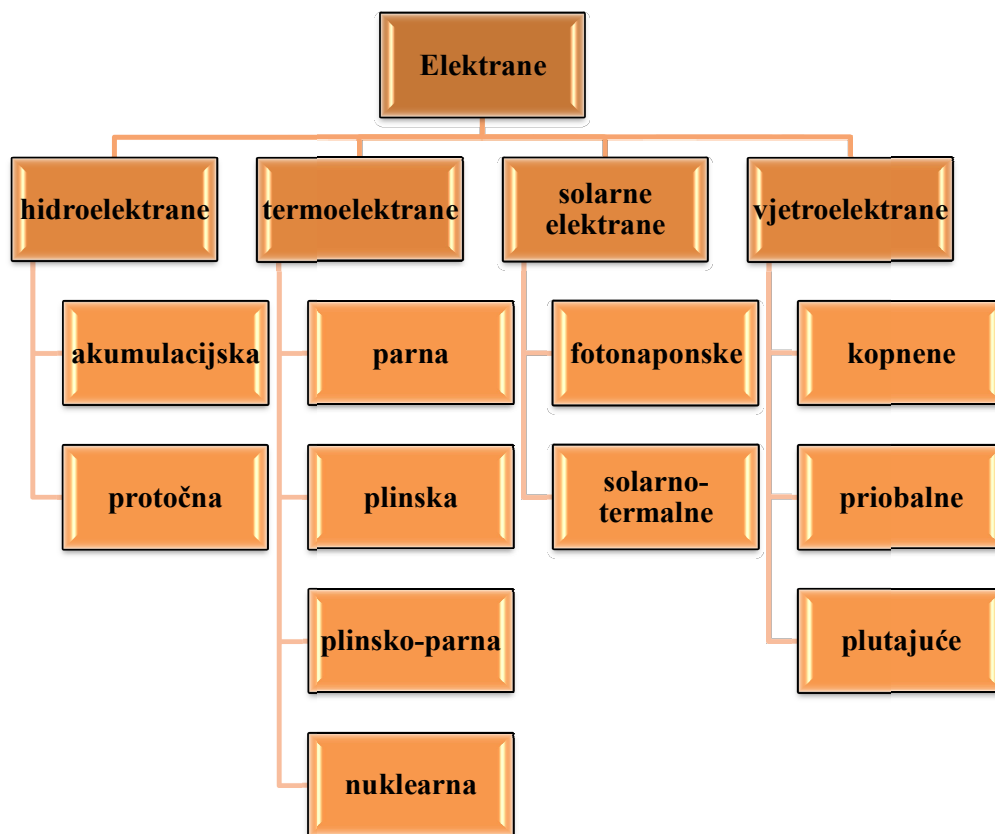 Elektrane
hidroelektrane
termoelektrane
solarne
elektrane
vjetroelektrane
akumulacijska
parna
fotonaponske
kopnene
protočna
plinska
solarno-
termalne
priobalne
plinsko-parna
plutajuće
nuklearna